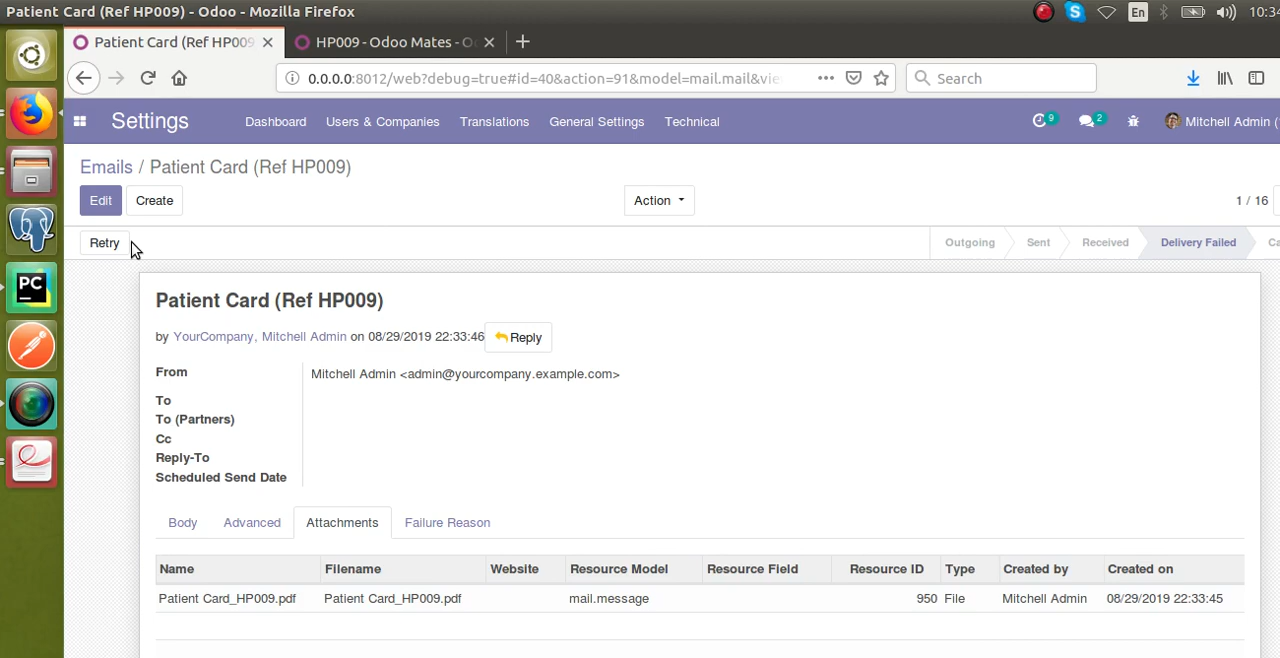 Patient Card (Ref HP009) - Odoo - Mozilla Firefox
En
10:34
Patient Card (Ref HP009
HP009 - Odoo Mates - O
0.0.0.0:8012/web?debug=true#id=40&action=91&model=mail.mail&vie
Search
Settings
Dashboard
Users & Companies
Translations
General Settings
Technical
9
2
Mitchell Admin (
Emails / Patient Card (Ref HP009)
Edit
Create
Action
1 / 16
Retry
Outgoing
Sent
Received
Delivery Failed
Ca
Patient Card (Ref HP009)
by YourCompany, Mitchell Admin on 08/29/2019 22:33:46
Reply
From
Mitchell Admin <admin@yourcompany.example.com>
To
To (Partners)
Cc
Reply-To
Scheduled Send Date
Body
Advanced
Attachments
Failure Reason
Name
Filename
Website
Resource Model
Resource Field
Resource ID
Type
Created by
Created on
Patient Card_HP009.pdf
Patient Card_HP009.pdf
mail.message
950
File
Mitchell Admin
08/29/2019 22:33:45
PC